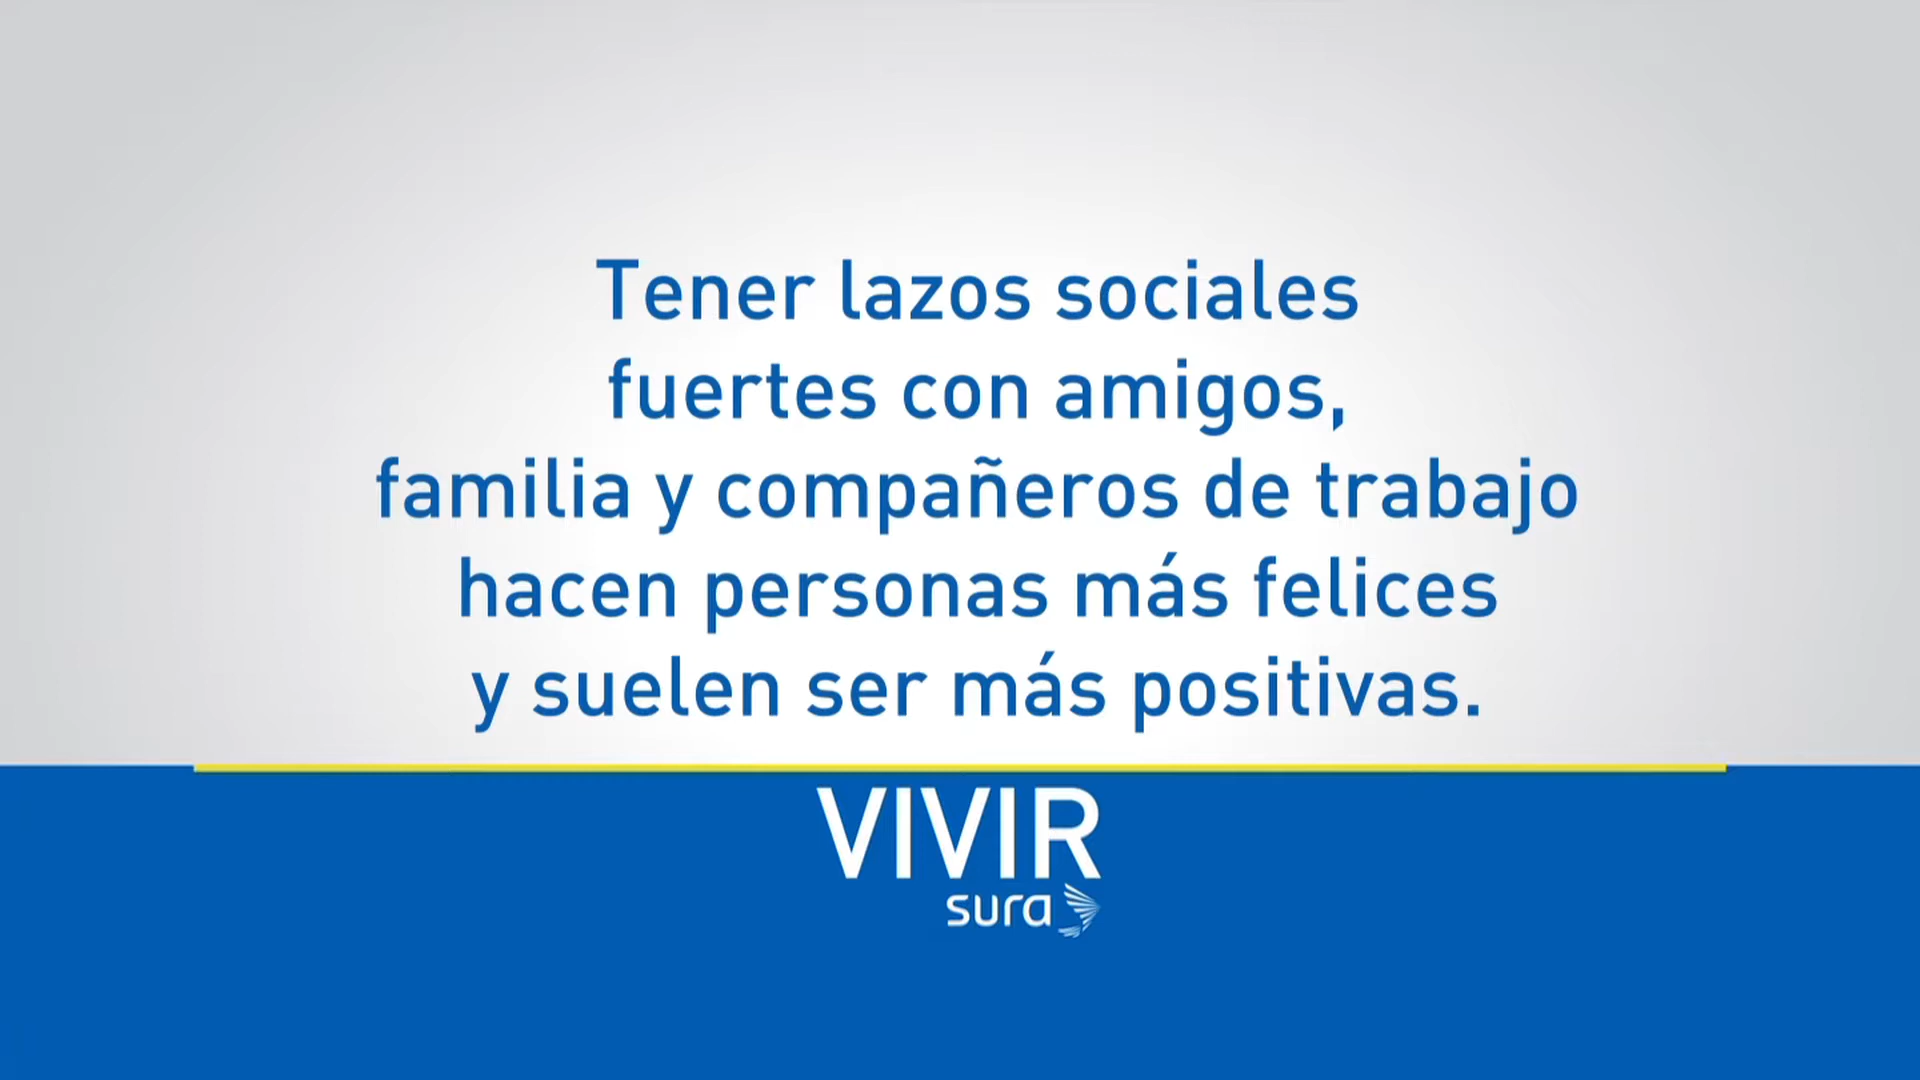 Tener lazos sociales
fuertes con amigos,
familia y compañeros de trabajo
hacen personas más felices
y suelen ser más positivas.
VIVIR
sura